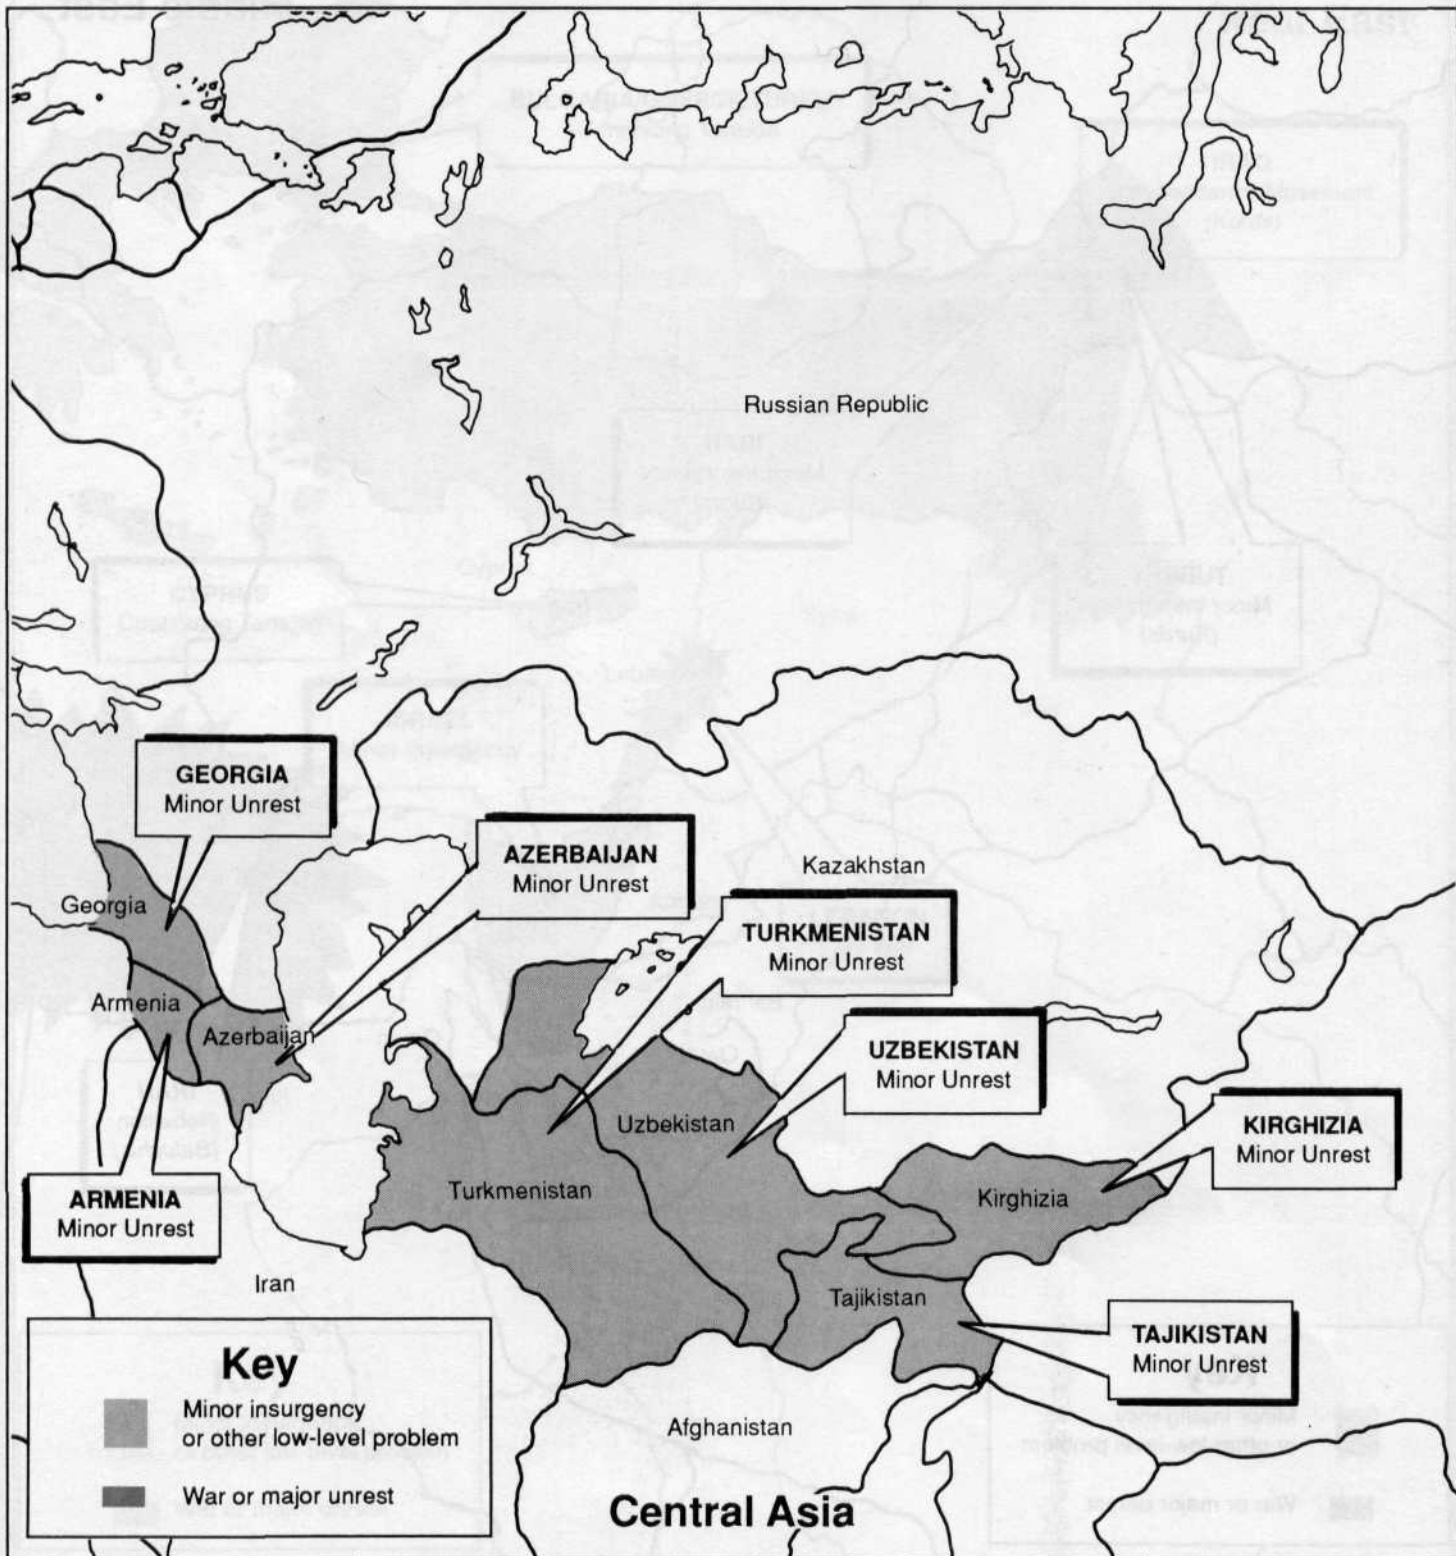 Russian Republic
GEORGIA
Minor Unrest
AZERBAIJAN
Minor Unrest
Kazakhstan
Georgia
TURKMENISTAN
Minor Unrest
Armenia
Azerbaijan
UZBEKISTAN
Minor Unrest
Uzbekistan
KIRGHIZIA
Minor Unrest
Turkmenistan
Kirghizia
ARMENIA
Minor Unrest
Iran
Tajikistan
TAJIKISTAN
Minor Unrest
Key
Minor insurgency
or other low-level problem
War or major unrest
Afghanistan
Central Asia